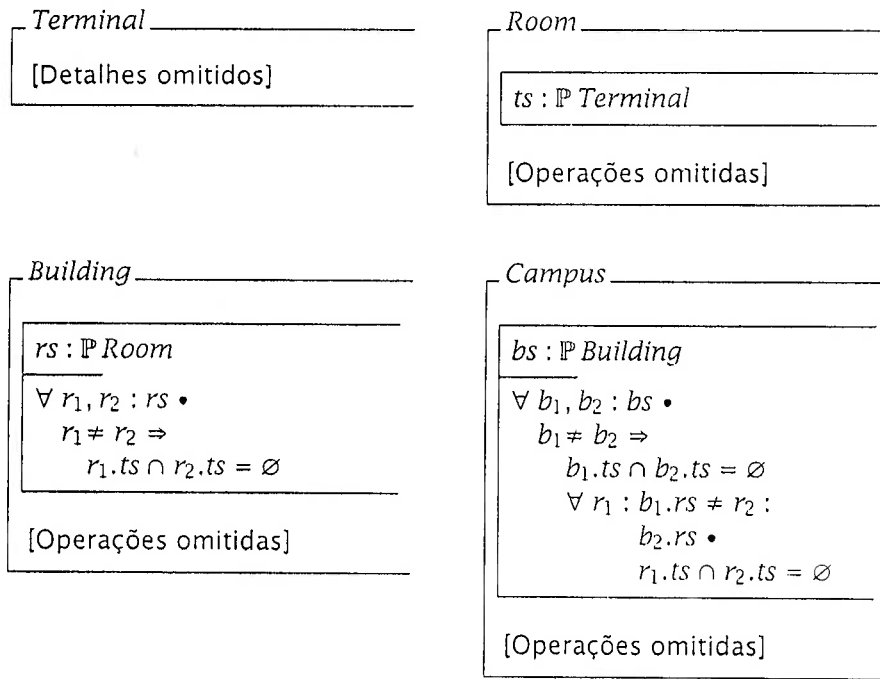 Terminal
[Detalhes omitidos]
Room
ts : ℙ Terminal
[Operações omitidas]
Building
rs : ℙ Room
∀ r₁, r₂ : rs •
r₁ ≠ r₂ ⇒
r₁.ts ∩ r₂.ts = ∅
[Operações omitidas]
Campus
bs : ℙ Building
∀ b₁, b₂ : bs •
b₁ ≠ b₂ ⇒
b₁.ts ∩ b₂.ts = ∅
∀ r₁ : b₁.rs ≠ r₂ :
b₂.rs •
r₁.ts ∩ r₂.ts = ∅
[Operações omitidas]